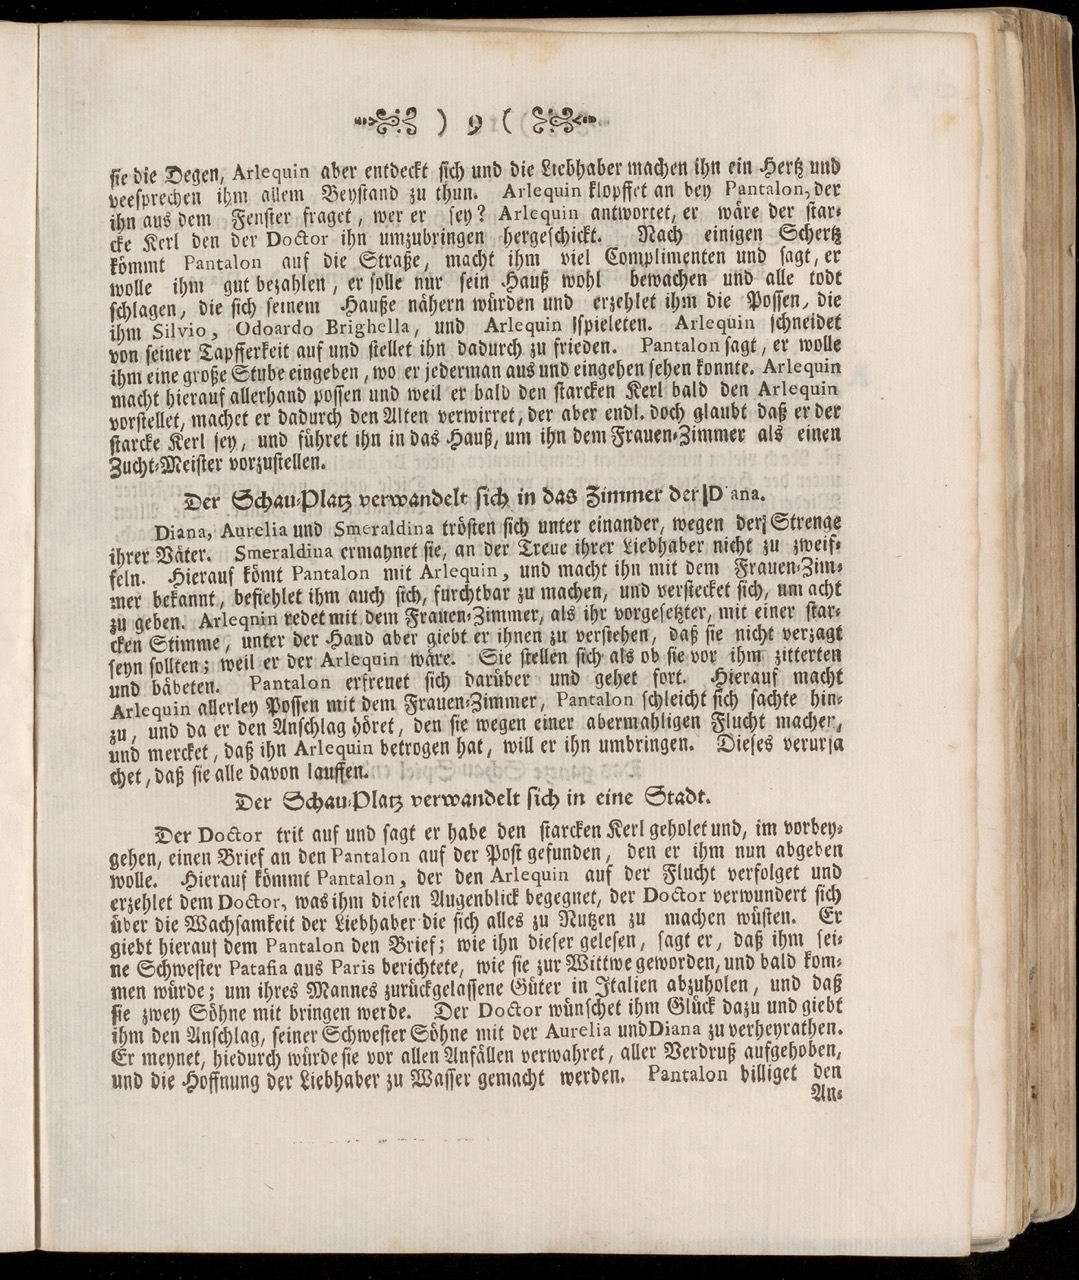 ) 9 (
sie die Degen, Arlequin aber entdeckt sich und die Liebhaber machen ihn ein Hertz und
veesprechen ihm allem Beystand zu thun. Arlequin klopffet an bey Pantalon, der
ihn aus dem Fenster fraget, wer er sey? Arlequin antwortet, er wäre der star-
cke Kerl den der Doctor ihn umzubringen hergeschickt. Nach einigen Schertz
kömmt Pantalon auf die Straße, macht ihm viel Complimenten und sagt, er
wolle ihm gut bezahlen, er solle nur sein Hauß wohl bewachen und alle todt
schlagen, die sich seinem Hauße nähern würden und erzehlet ihm die Possen, die
ihm Silvio, Odoardo Brighella, und Arlequin spieleten. Arlequin schneidet
von seiner Tapfferkeit auf und stellet ihn dadurch zu frieden. Pantalon sagt, er wolle
ihm eine große Stube eingeben, wo er jederman aus und eingehen sehen konnte. Arlequin
macht hierauf allerhand possen und weil er bald den starcken Kerl bald den Arlequin
vorstellet, machet er dadurch den Alten verwirret, der aber endl. doch glaubt daß er der
starcke Kerl sey, und führet ihn in das Hauß, um ihn dem Frauen-Zimmer als einen
Zucht-Meister vorzustellen.
Der Schau-Platz verwandelt sich in das Zimmer der Diana.
Diana, Aurelia und Smeraldina trösten sich unter einander, wegen der Strenge
ihrer Väter. Smeraldina ermahnet sie, an der Treue ihrer Liebhaber nicht zu zweif-
feln. Hierauf kömt Pantalon mit Arlequin, und macht ihn mit dem Frauen-Zim-
mer bekannt, befiehlet ihm auch sich, furchtbar zu machen, und verstecket sich, um acht
zu geben. Arleqnin redet mit dem Frauen-Zimmer, als ihr vorgesetzter, mit einer star-
cken Stimme, unter der Hand aber giebt er ihnen zu verstehen, daß sie nicht verzagt
seyn sollten; weil er der Arlequin wäre. Sie stellen sich als ob sie vor ihm zitterten
und bäbeten. Pantalon erfreuet sich darüber und gehet fort. Hierauf macht
Arlequin allerley Possen mit dem Frauen-Zimmer, Pantalon schleicht sich sachte hin-
zu, und da er den Anschlag höret, den sie wegen einer abermahligen Flucht machen,
und mercket, daß ihn Arlequin betrogen hat, will er ihn umbringen. Dieses verursa
chet, daß sie alle davon lauffen.
Der Schau-Platz verwandelt sich in eine Stadt.
Der Doctor trit auf und sagt er habe den starcken Kerl geholet und, im vorbey-
gehen, einen Brief an den Pantalon auf der Post gefunden, den er ihm nun abgeben
wolle. Hierauf kömmt Pantalon, der den Arlequin auf der Flucht verfolget und
erzehlet dem Doctor, was ihm diesen Augenblick begegnet, der Doctor verwundert sich
über die Wachsamkeit der Liebhaber die sich alles zu Nutzen zu machen wüsten. Er
giebt hierauf dem Pantalon den Brief; wie ihn dieser gelesen, sagt er, daß ihm sei-
ne Schwester Patafia aus Paris berichtete, wie sie zur Wittwe geworden, und bald kom-
men würde; um ihres Mannes zurückgelassene Güter in Italien abzuholen, und daß
sie zwey Söhne mit bringen werde. Der Doctor wünschet ihm Glück dazu und giebt
ihm den Anschlag, seiner Schwester Söhne mit der Aurelia und Diana zu verheyrathen.
Er meynet, hiedurch würde sie vor allen Anfällen verwahret, aller Verdruß aufgehoben,
und die Hoffnung der Liebhaber zu Wasser gemacht werden. Pantalon billiget den
An-